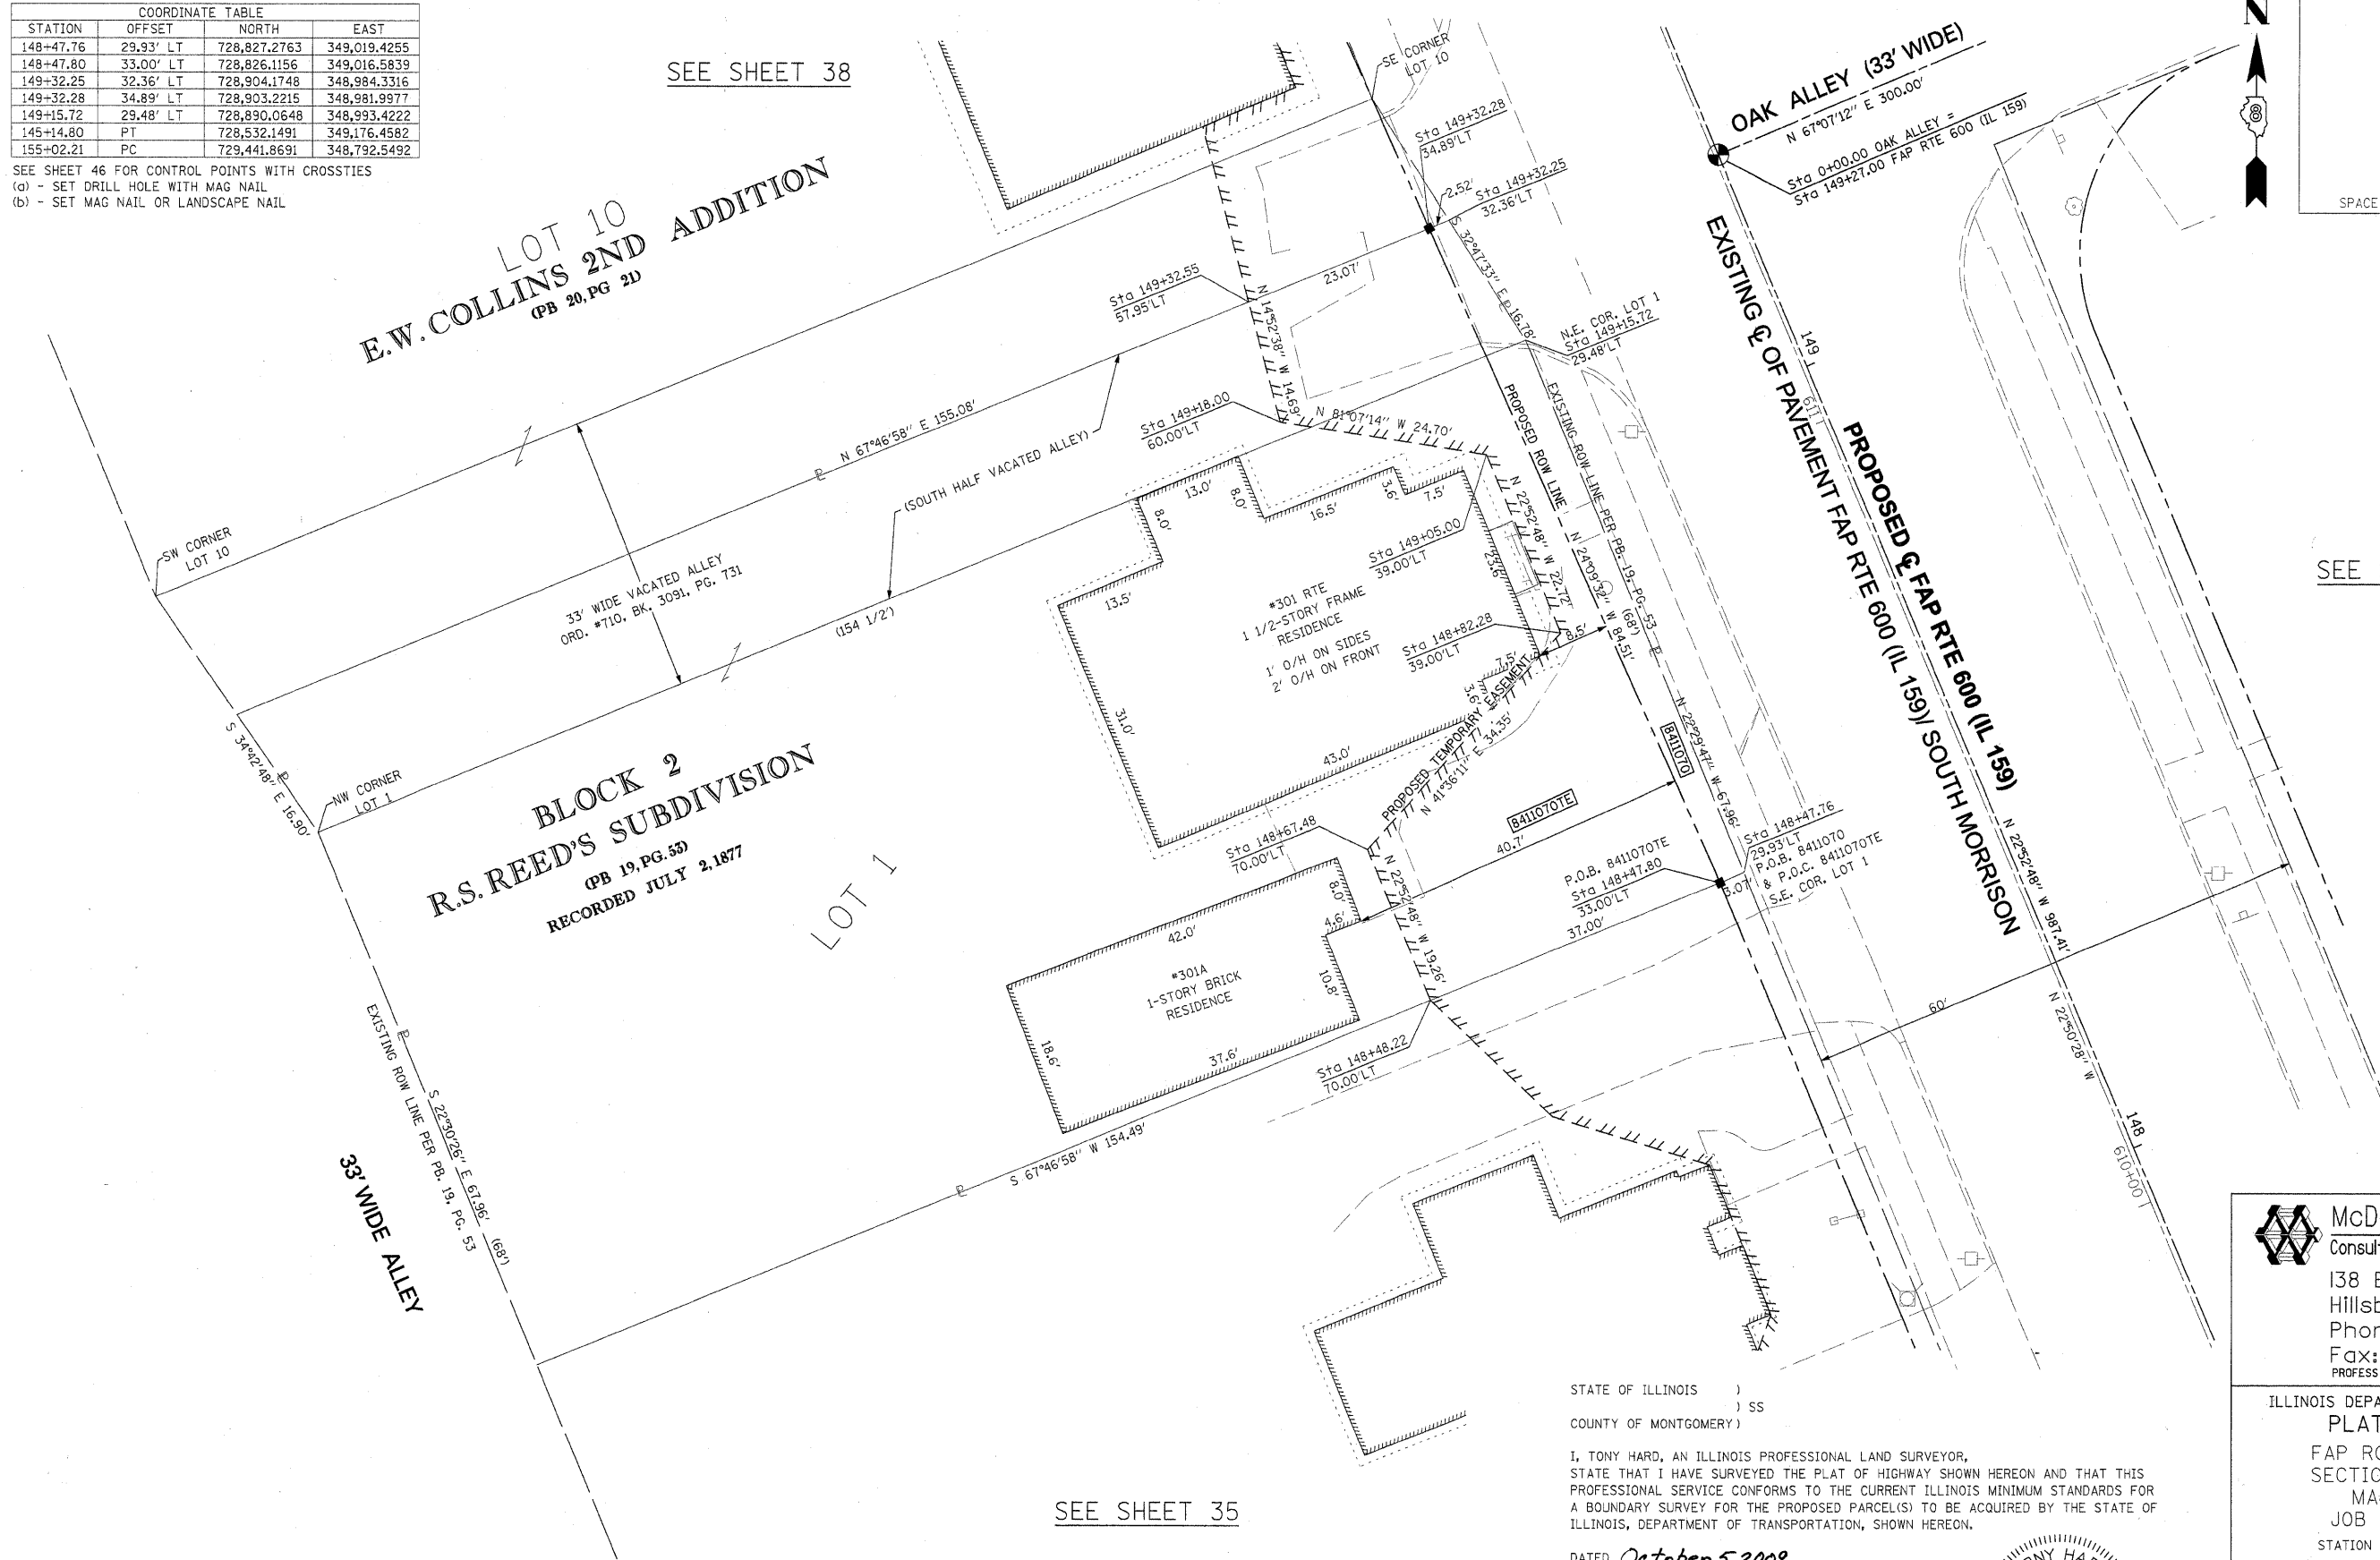 COORDINATE TABLE
STATION OFFSET NORTH EAST
148+47.76 29.93' LT 728,827.2763 349,019.4255
148+47.80 33.00' LT 728,826.1156 349,016.5839
149+32.25 32.36' LT 728,904.1748 348,984.3316
149+32.28 34.89' LT 728,903.2215 348,981.9977
149+15.72 29.48' LT 728,890.0648 348,993.4222
145+14.80 PT 728,532.1491 349,176.4582
155+02.21 PC 729,441.8691 348,792.5492
SEE SHEET 46 FOR CONTROL POINTS WITH CROSSTIES
(a) - SET DRILL HOLE WITH MAG NAIL
(b) - SET MAG NAIL OR LANDSCAPE NAIL
SEE SHEET 38
SE CORNER
LOT 10
OAK ALLEY (33' WIDE)
N 67°07'12" E 300.00'
Sta 0+00.00 OAK ALLEY =
Sta 149+27.00 FAP RTE 600 (IL 159)
N
8
SPACE
LOT 10
E.W. COLLINS 2ND ADDITION
(PB 20, PG 21)
Sta 149+32.28
34.89'LT
2.52'
Sta 149+32.25
32.36'LT
S 32°47'33" E
16.78'
23.07'
Sta 149+32.55
57.95'LT
N 14°52'38" W 14.69'
N.E. COR. LOT 1
Sta 149+15.72
29.48'LT
Sta 149+18.00
60.00'LT
N 81°07'14" W 24.70'
N 67°46'58" E 155.08'
(SOUTH HALF VACATED ALLEY)
PROPOSED ROW LINE
EXISTING ROW LINE PER PB. 19, PG. 53
(68')
EXISTING ℄ OF PAVEMENT FAP RTE 600 (IL 159)/ SOUTH MORRISON
149
611
PROPOSED ℄ FAP RTE 600 (IL 159)
N 22°52'48" W 987.41'
SEE
SW CORNER
LOT 10
33' WIDE VACATED ALLEY
ORD. #710, BK. 3091, PG. 731
(154 1/2')
13.0'
8.0'
8.0'
16.5'
3.6'
7.5'
13.5'
23.6'
31.0'
43.0'
3.6'
7.5'
Sta 149+05.00
39.00'LT
#301 RTE
1 1/2-STORY FRAME
RESIDENCE
1' O/H ON SIDES
2' O/H ON FRONT
Sta 148+82.28
39.00'LT
N 22°52'48" W 22.72'
N 24°09'32" W 84.51'
8.5'
PROPOSED TEMPORARY EASEMENT
N 41°36'11" E 34.35'
8411070
N 22°29'47" W 67.96'
S 34°42'48" E 16.90'
NW CORNER
LOT 1
BLOCK 2
R.S. REED'S SUBDIVISION
(PB 19, PG. 53)
RECORDED JULY 2, 1877
LOT 1
Sta 148+67.48
70.00'LT
8411070TE
40.7'
P.O.B. 8411070TE
Sta 148+47.80
33.00'LT
37.00'
3.07'
Sta 148+47.76
29.93'LT
P.O.B. 8411070
& P.O.C. 8411070TE
S.E. COR. LOT 1
N 22°52'48" W 19.26'
8.0'
4.6'
10.8'
42.0'
#301A
1-STORY BRICK
RESIDENCE
18.6'
37.6'
Sta 148+48.22
70.00'LT
60'
N 22°50'28" W
148
610+00
EXISTING ROW LINE PER PB. 19, PG. 53
S 22°30'26" E 67.96'
(68')
33' WIDE ALLEY
S 67°46'58" W 154.49'
SEE SHEET 35
STATE OF ILLINOIS )
) SS
COUNTY OF MONTGOMERY)
I, TONY HARD, AN ILLINOIS PROFESSIONAL LAND SURVEYOR,
STATE THAT I HAVE SURVEYED THE PLAT OF HIGHWAY SHOWN HEREON AND THAT THIS
PROFESSIONAL SERVICE CONFORMS TO THE CURRENT ILLINOIS MINIMUM STANDARDS FOR
A BOUNDARY SURVEY FOR THE PROPOSED PARCEL(S) TO BE ACQUIRED BY THE STATE OF
ILLINOIS, DEPARTMENT OF TRANSPORTATION, SHOWN HEREON.
DATED October 5, 2009
McD
Consult
138 E
Hillsb
Phon
Fax:
PROFESS
ILLINOIS DEPA
PLAT
FAP RO
SECTIO
MA
JOB
STATION